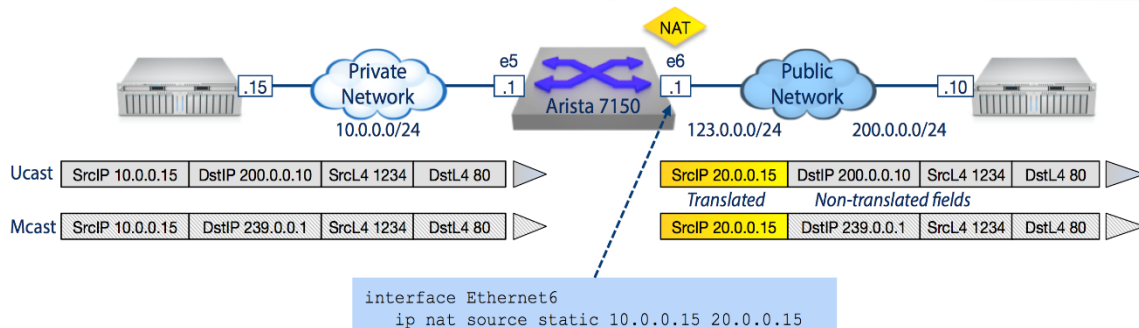 NAT
Private
Network
e5
e6
Public
Network
.15
.1
.1
.10
Arista 7150
10.0.0.0/24
123.0.0.0/24
200.0.0.0/24
Ucast
SrcIP 10.0.0.15
DstIP 200.0.0.10
SrcL4 1234
DstL4 80
SrcIP 20.0.0.15
DstIP 200.0.0.10
SrcL4 1234
DstL4 80
Translated
Non-translated fields
Mcast
SrcIP 10.0.0.15
DstIP 239.0.0.1
SrcL4 1234
DstL4 80
SrcIP 20.0.0.15
DstIP 239.0.0.1
SrcL4 1234
DstL4 80
interface Ethernet6
ip nat source static 10.0.0.15 20.0.0.15